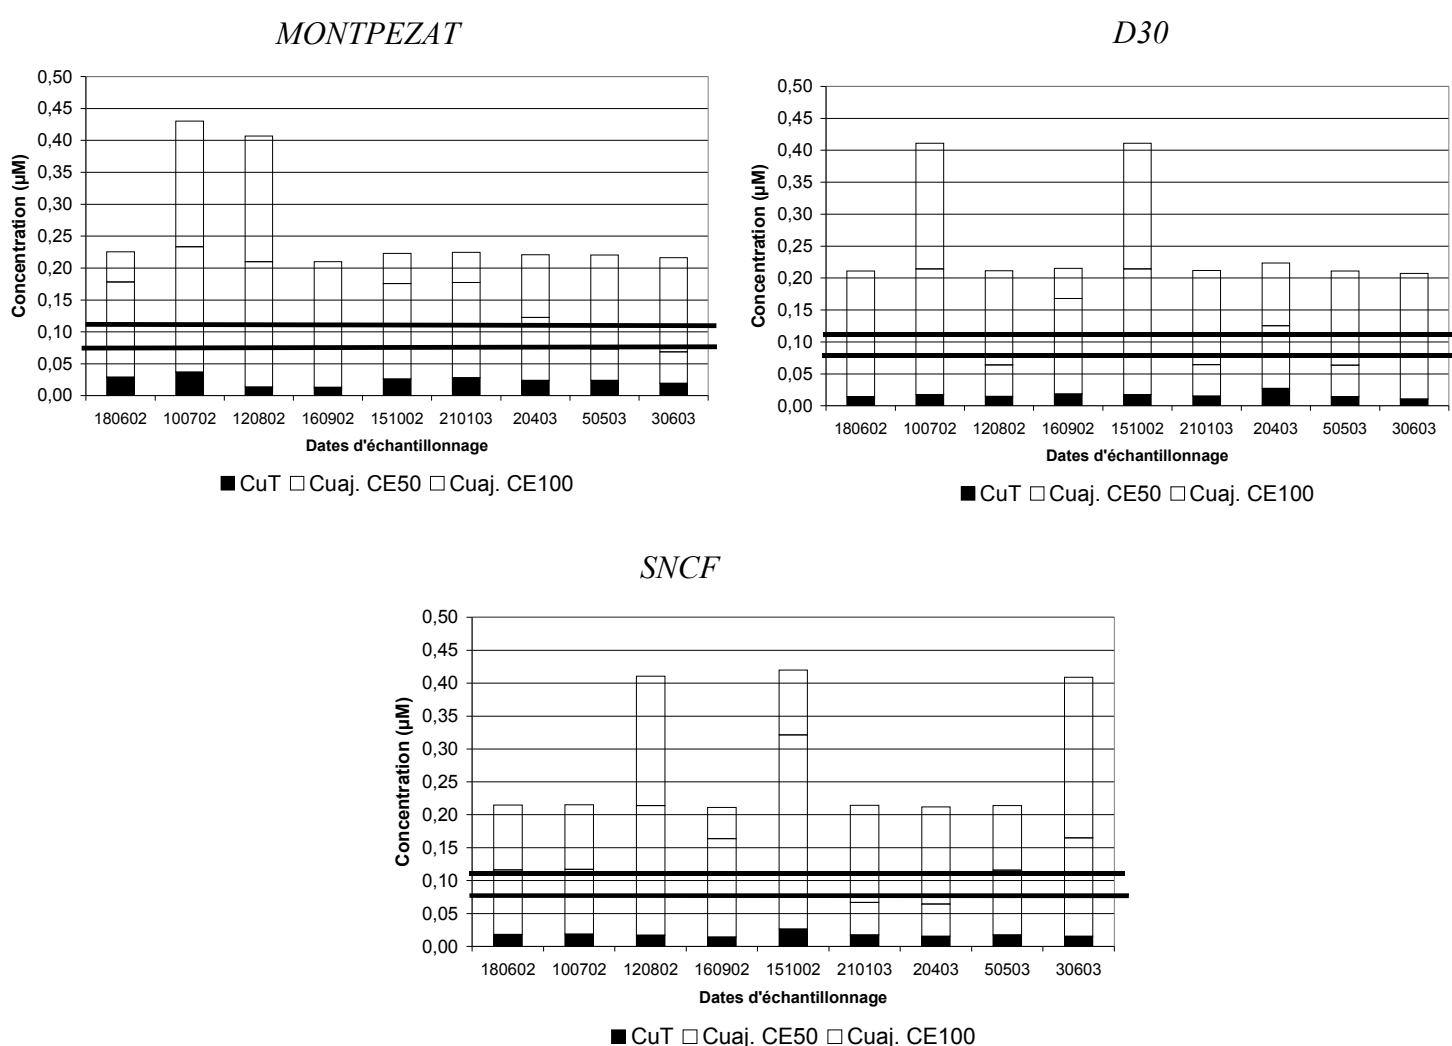 MONTPEZAT
0,50
0,45
0,40
0,35
0,30
0,25
0,20
0,15
0,10
0,05
0,00
Concentration (µM)
180602 100702 120802 160902 151002 210103 20403 50503 30603
Dates d'échantillonnage
CuT Cuaj. CE50 Cuaj. CE100
D30
0,50
0,45
0,40
0,35
0,30
0,25
0,20
0,15
0,10
0,05
0,00
Concentration (µM)
180602 100702 120802 160902 151002 210103 20403 50503 30603
Dates d'échantillonnage
CuT Cuaj. CE50 Cuaj. CE100
SNCF
0,50
0,45
0,40
0,35
0,30
0,25
0,20
0,15
0,10
0,05
0,00
Concentration (µM)
180602 100702 120802 160902 151002 210103 20403 50503 30603
Dates d'échantillonnage
CuT Cuaj. CE50 Cuaj. CE100